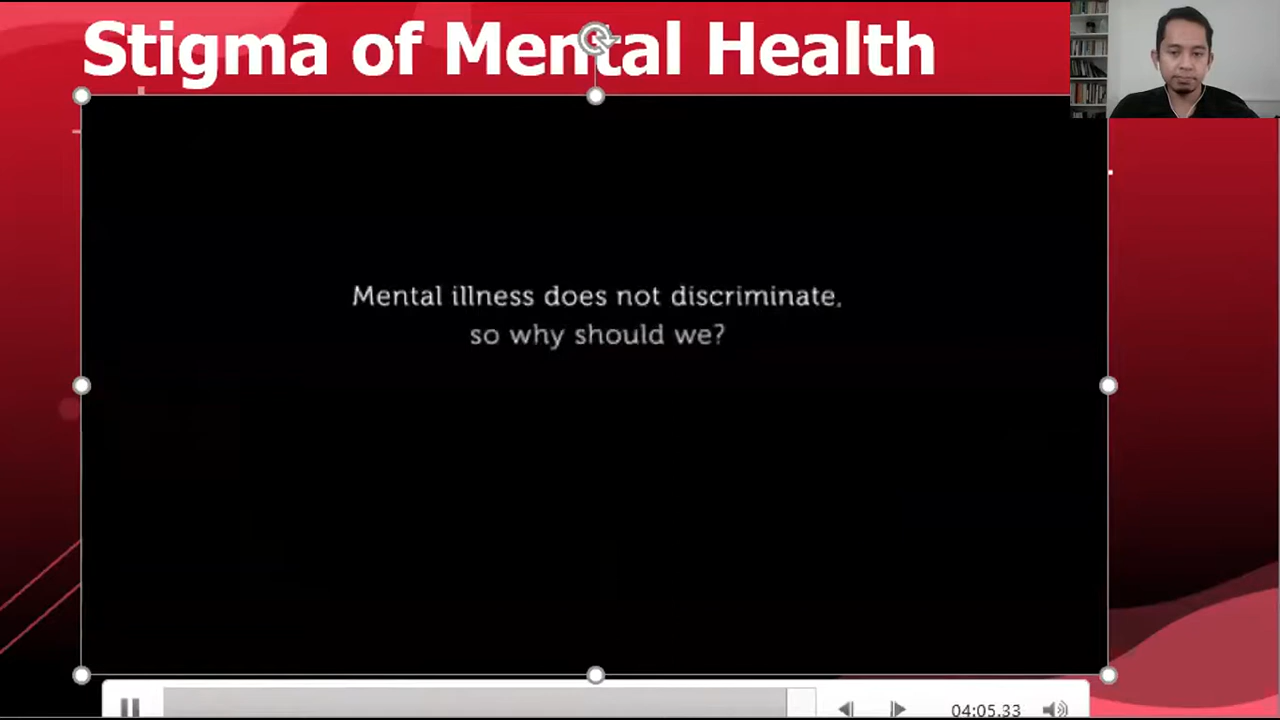 Stigma of Mental Health
Mental illness does not discriminate,
so why should we?
04:05.33